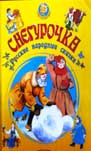 СНЕГУРОЧКА
Русские народные сказки